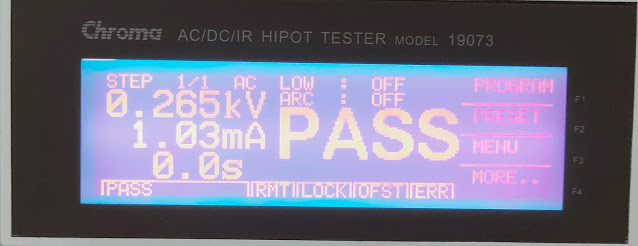 Chroma AC/DC/IR HIPOT TESTER MODEL 19073
STEP 1/1 AC LOW : OFF PROGRAM F1
0.265kV ARC : OFF
1.03mA PASS PRESET F2
0.0s MENU F3
MORE.. F4
PASS RMT LOCK OFST ERR